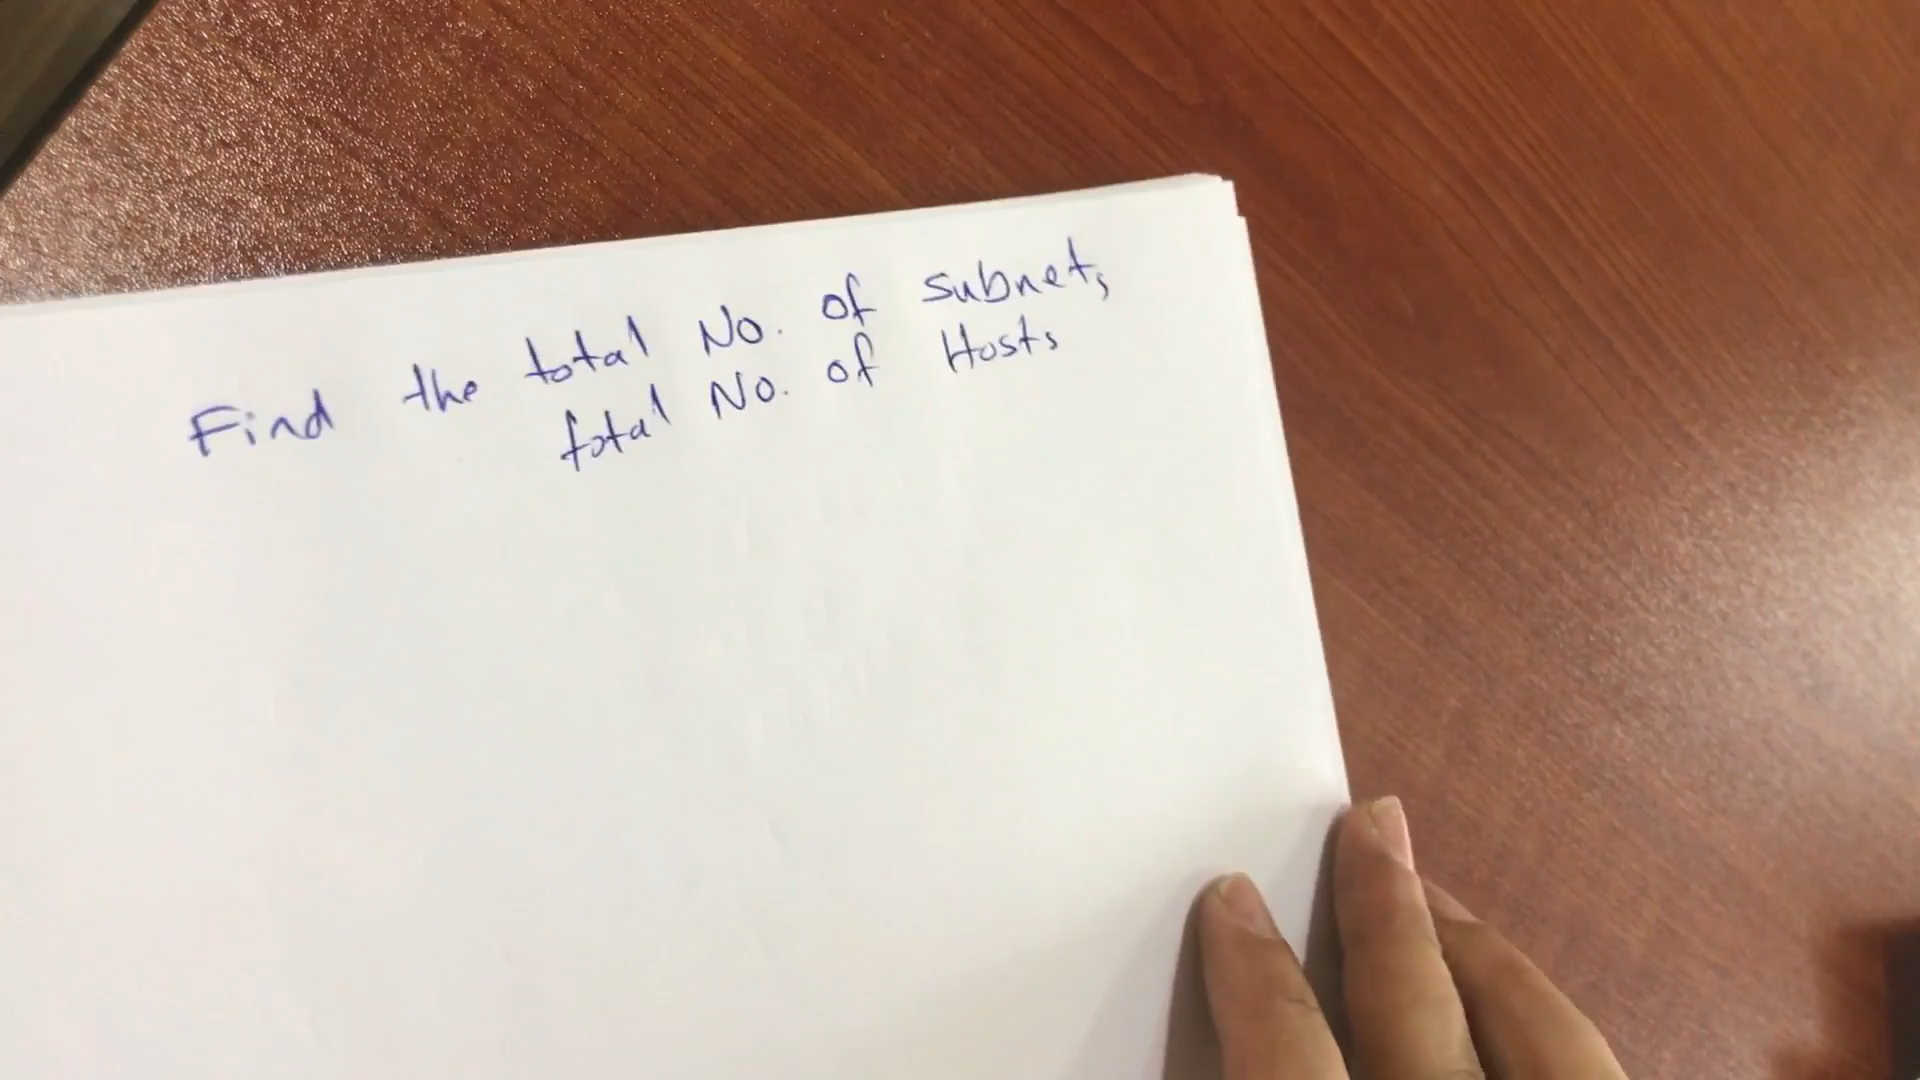 Find the total No. of subnets
total No. of Hosts